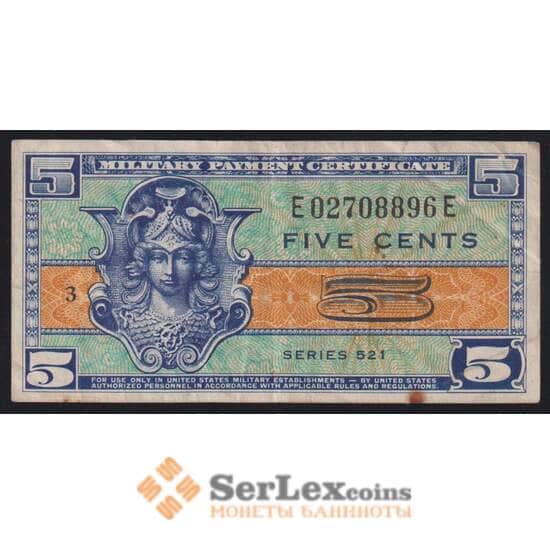 5 MILITARY PAYMENT CERTIFICATE 5
E02708896E
FIVE CENTS
3 5
SERIES 521
5 5
FOR USE ONLY IN UNITED STATES MILITARY ESTABLISHMENTS — BY UNITED STATES
AUTHORIZED PERSONNEL IN ACCORDANCE WITH APPLICABLE RULES AND REGULATIONS.
SerLexcoins
МОНЕТЫ БАНКНОТЫ